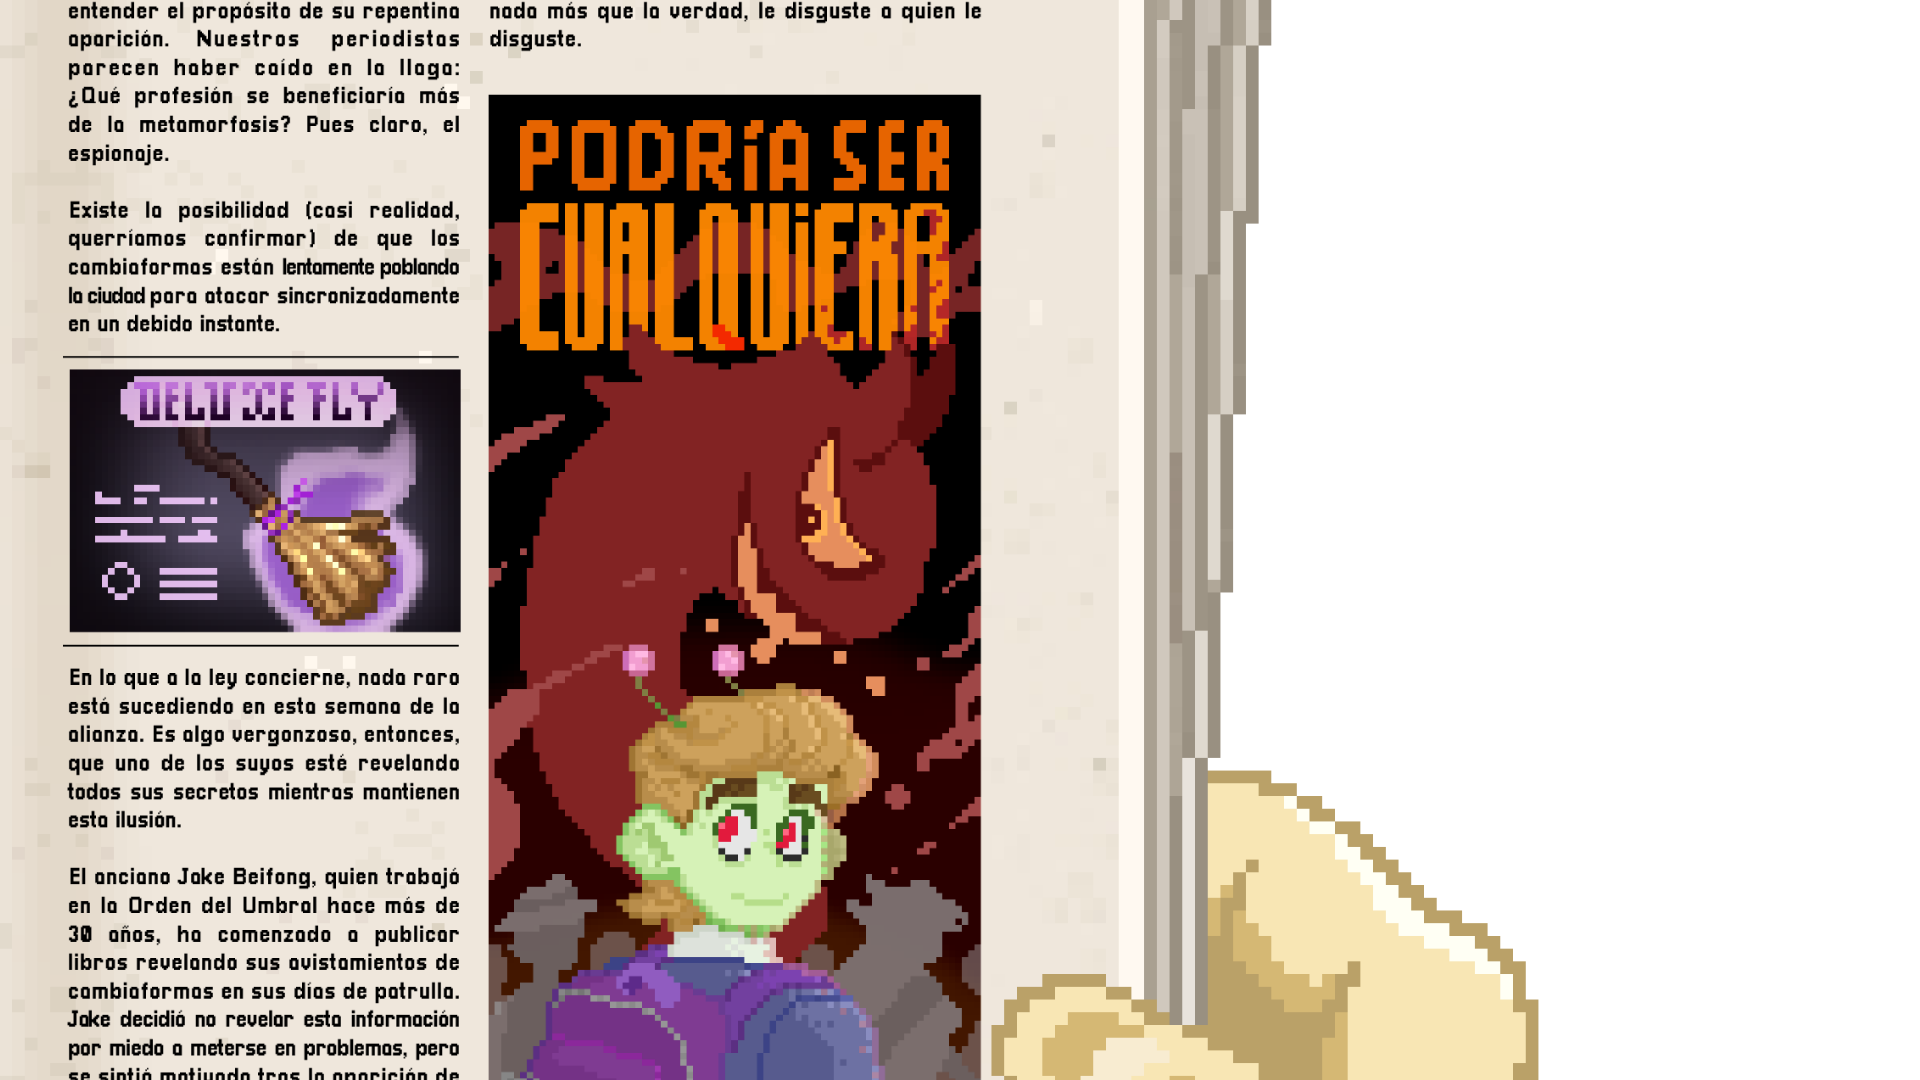 entender el propósito de su repentina
aparición. Nuestros periodistas
parecen haber caído en la llaga:
¿Qué profesión se beneficiaría más
de la metamorfosis? Pues claro, el
espionaje.
Existe la posibilidad (casi realidad,
querríamos confirmar) de que los
cambiaformas están lentamente poblando
la ciudad para atacar sincronizadamente
en un debido instante.
DELUXE FLY
En lo que a la ley concierne, nada raro
está sucediendo en esta semana de la
alianza. Es algo vergonzoso, entonces,
que uno de los suyos esté revelando
todos sus secretos mientras mantienen
esta ilusión.
El anciano Jake Beifong, quien trabajó
en la Orden del Umbral hace más de
30 años, ha comenzado a publicar
libros revelando sus avistamientos de
cambiaformas en sus días de patrulla.
Jake decidió no revelar esta información
por miedo a meterse en problemas, pero
se sintió motivado tras la aparición de
nada más que la verdad, le disguste a quien le
disguste.
PODRÍA SER
CUALQUIERA